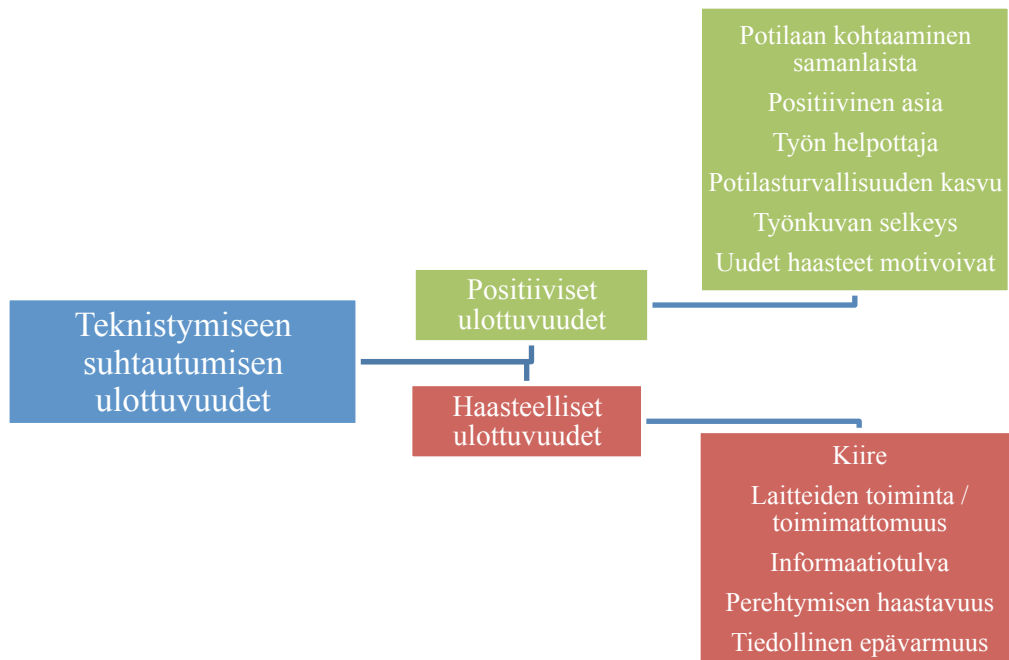 Teknistymiseen
suhtautumisen
ulottuvuudet
Positiiviset
ulottuvuudet
Potilaan kohtaaminen
samanlaista
Positiivinen asia
Työn helpottaja
Potilasturvallisuuden kasvu
Työnkuvan selkeys
Uudet haasteet motivoivat
Haasteelliset
ulottuvuudet
Kiire
Laitteiden toiminta /
toimimattomuus
Informaatiotulva
Perehtymisen haastavuus
Tiedollinen epävarmuus